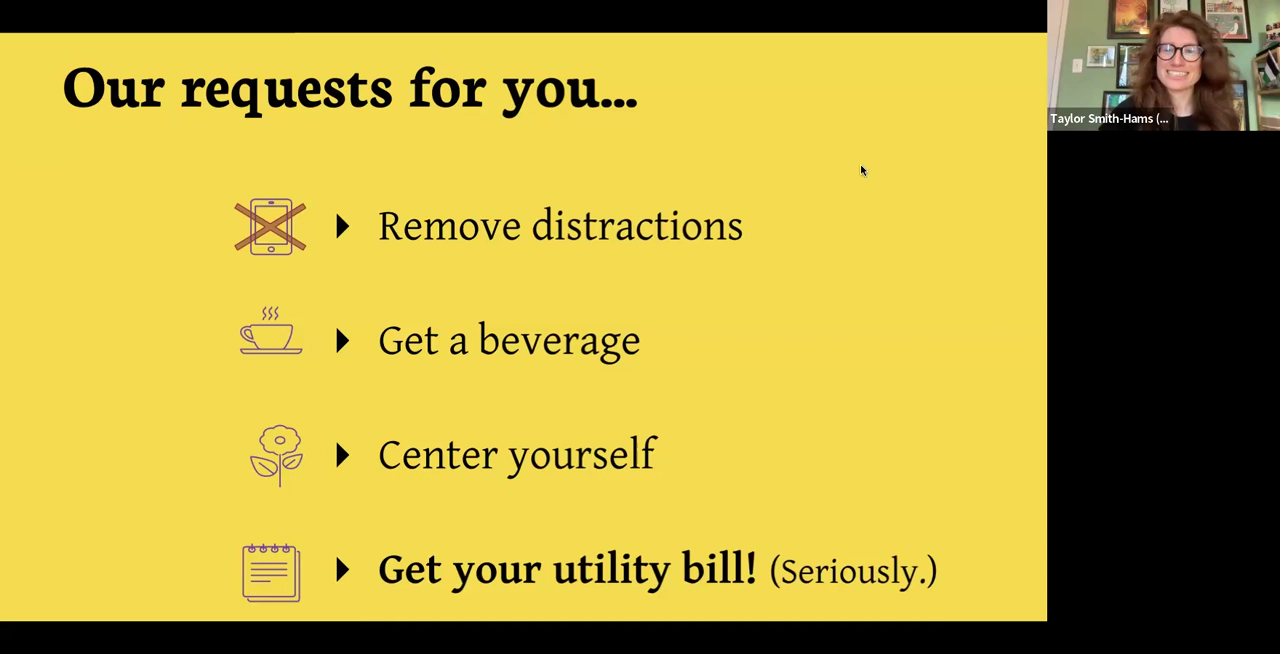 Our requests for you...
Remove distractions
Get a beverage
Center yourself
Get your utility bill! (Seriously.)
Taylor Smith-Hams (...